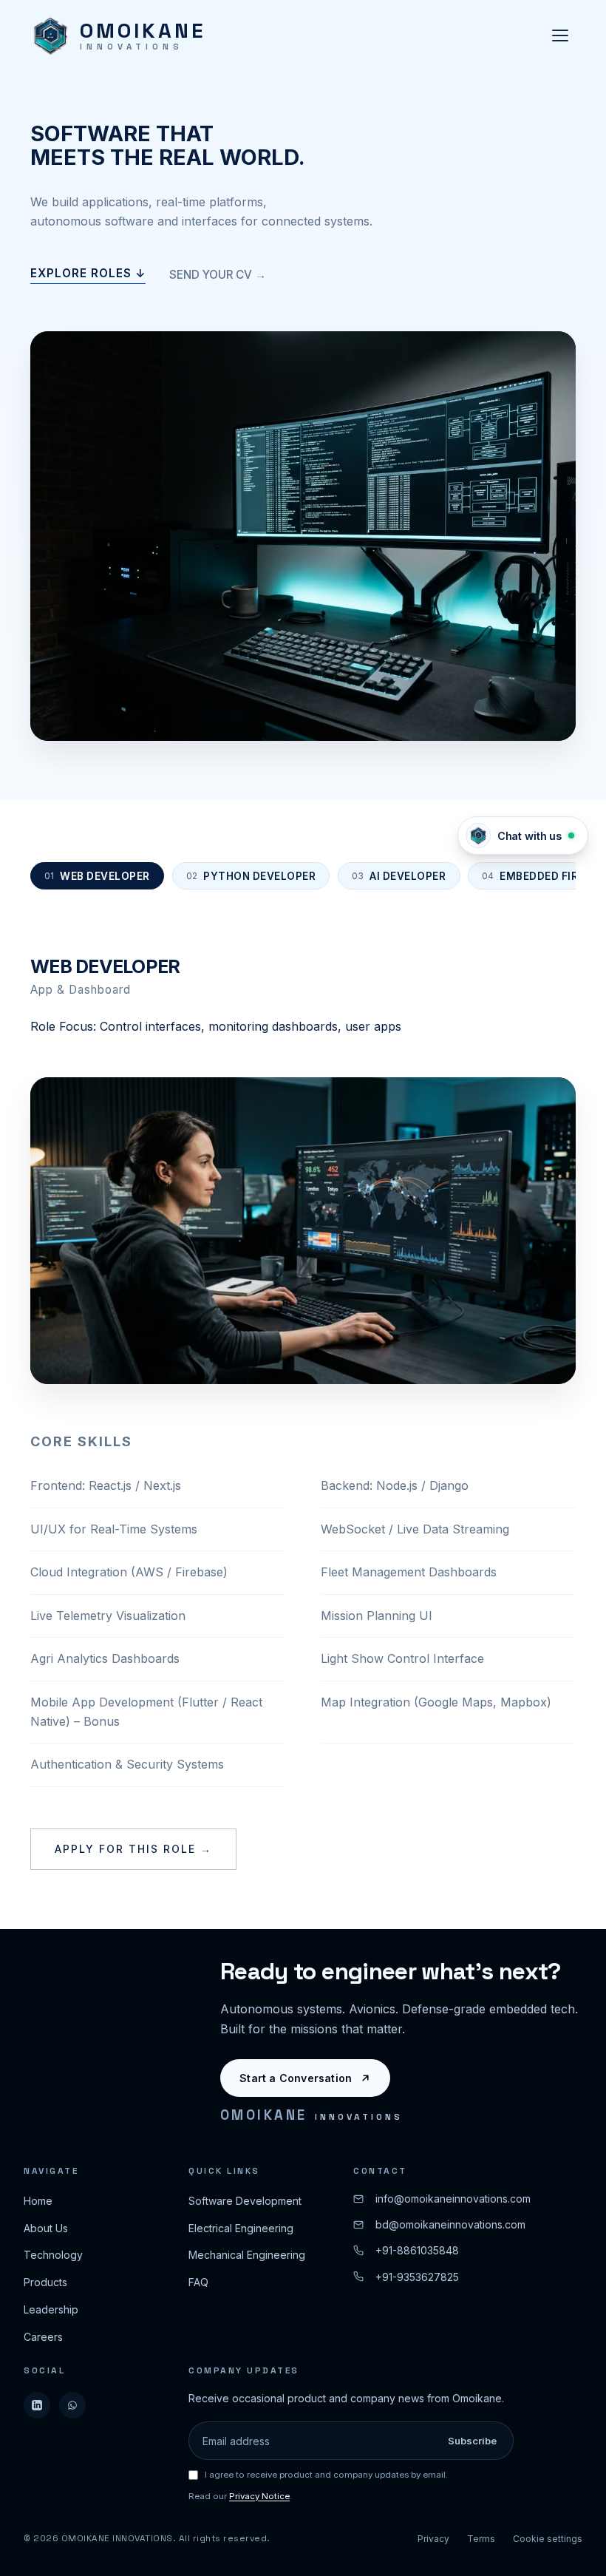 OMOIKANE
INNOVATIONS
SOFTWARE THAT
MEETS THE REAL WORLD.
We build applications, real-time platforms,
autonomous software and interfaces for connected systems.
EXPLORE ROLES ↓
SEND YOUR CV →
Chat with us
01 WEB DEVELOPER
02 PYTHON DEVELOPER
03 AI DEVELOPER
04 EMBEDDED FIR
WEB DEVELOPER
App & Dashboard
Role Focus: Control interfaces, monitoring dashboards, user apps
98.6%
452
CORE SKILLS
Frontend: React.js / Next.js
Backend: Node.js / Django
UI/UX for Real-Time Systems
WebSocket / Live Data Streaming
Cloud Integration (AWS / Firebase)
Fleet Management Dashboards
Live Telemetry Visualization
Mission Planning UI
Agri Analytics Dashboards
Light Show Control Interface
Mobile App Development (Flutter / React
Native) – Bonus
Map Integration (Google Maps, Mapbox)
Authentication & Security Systems
APPLY FOR THIS ROLE →
Ready to engineer what's next?
Autonomous systems. Avionics. Defense-grade embedded tech.
Built for the missions that matter.
Start a Conversation ↗
OMOIKANE INNOVATIONS
NAVIGATE
Home
About Us
Technology
Products
Leadership
Careers
QUICK LINKS
Software Development
Electrical Engineering
Mechanical Engineering
FAQ
CONTACT
info@omoikaneinnovations.com
bd@omoikaneinnovations.com
+91-8861035848
+91-9353627825
SOCIAL
COMPANY UPDATES
Receive occasional product and company news from Omoikane.
Email address
Subscribe
I agree to receive product and company updates by email.
Read our Privacy Notice
© 2026 OMOIKANE INNOVATIONS. All rights reserved.
Privacy
Terms
Cookie settings